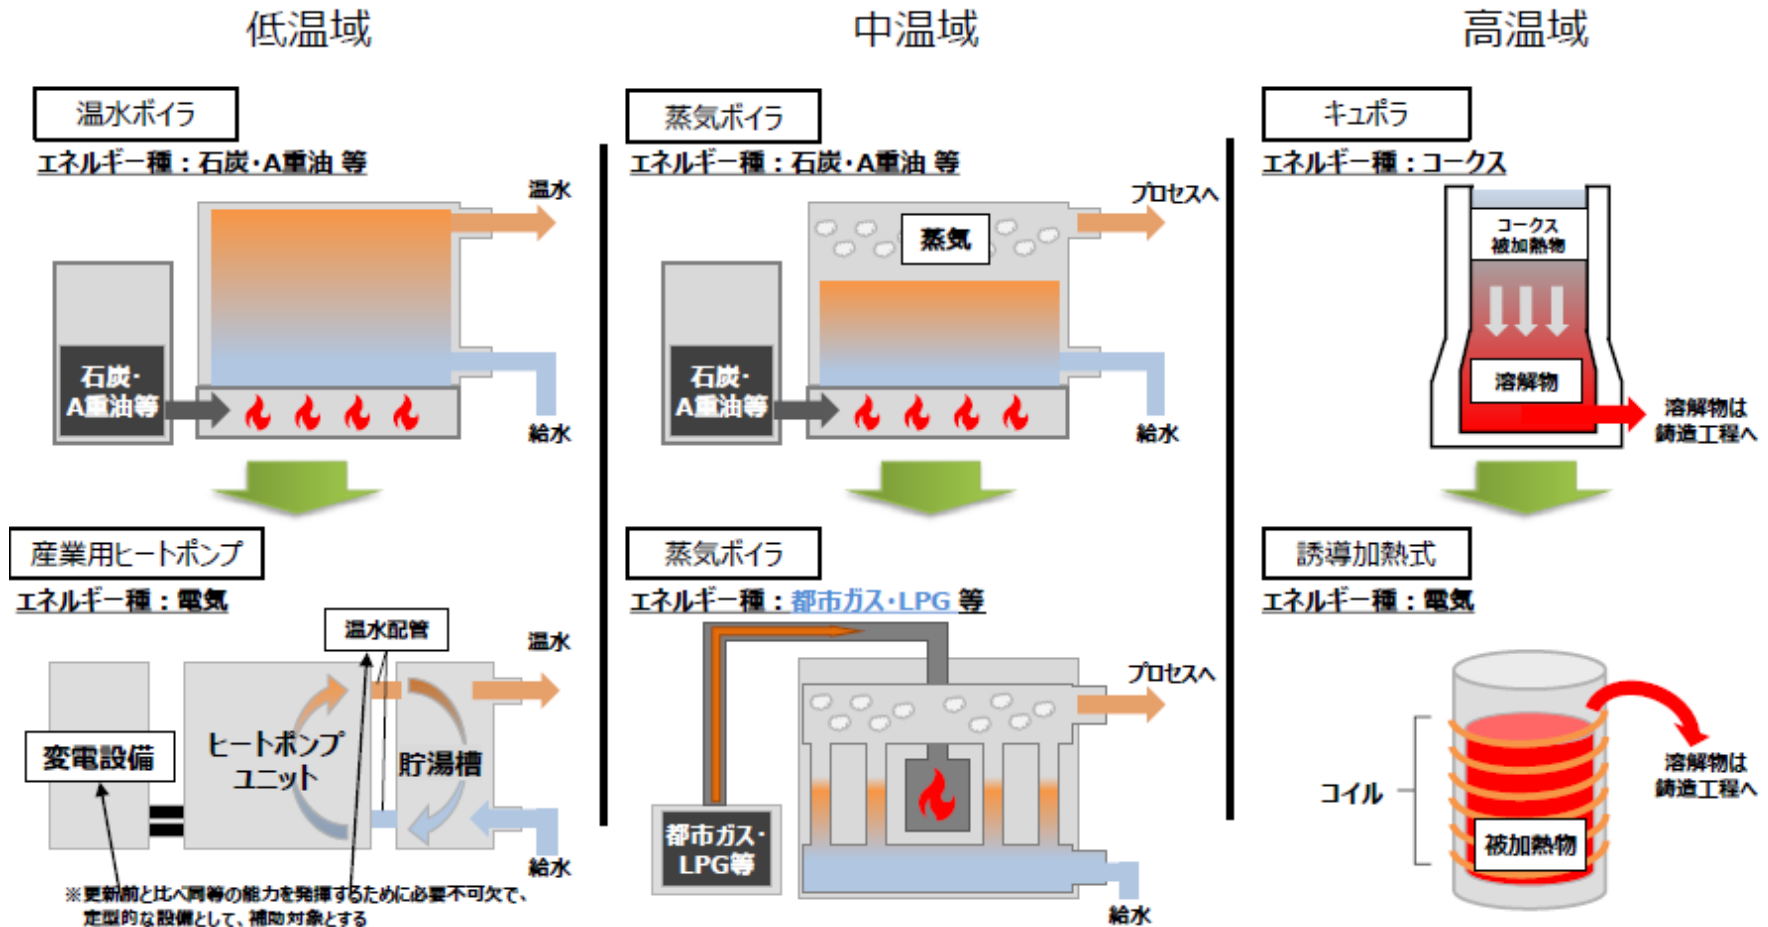 低温域
温水ボイラ
エネルギー種：石炭・A重油 等
温水
石炭・
A重油等
給水
産業用ヒートポンプ
エネルギー種：電気
温水配管
温水
変電設備
ヒートポンプ
ユニット
貯湯槽
給水
※更新前と比べ同等の能力を発揮するために必要不可欠で、
定型的な設備として、補助対象とする
中温域
蒸気ボイラ
エネルギー種：石炭・A重油 等
プロセスへ
蒸気
石炭・
A重油等
給水
蒸気ボイラ
エネルギー種：都市ガス・LPG 等
プロセスへ
都市ガス・
LPG等
給水
高温域
キュポラ
エネルギー種：コークス
コークス
被加熱物
溶解物
溶解物は
鋳造工程へ
誘導加熱式
エネルギー種：電気
コイル
被加熱物
溶解物は
鋳造工程へ